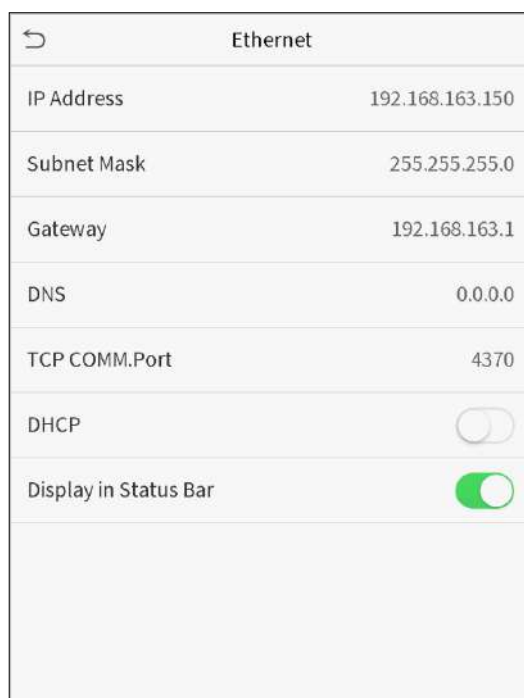 Ethernet
IP Address 192.168.163.150
Subnet Mask 255.255.255.0
Gateway 192.168.163.1
DNS 0.0.0.0
TCP COMM.Port 4370
DHCP
Display in Status Bar